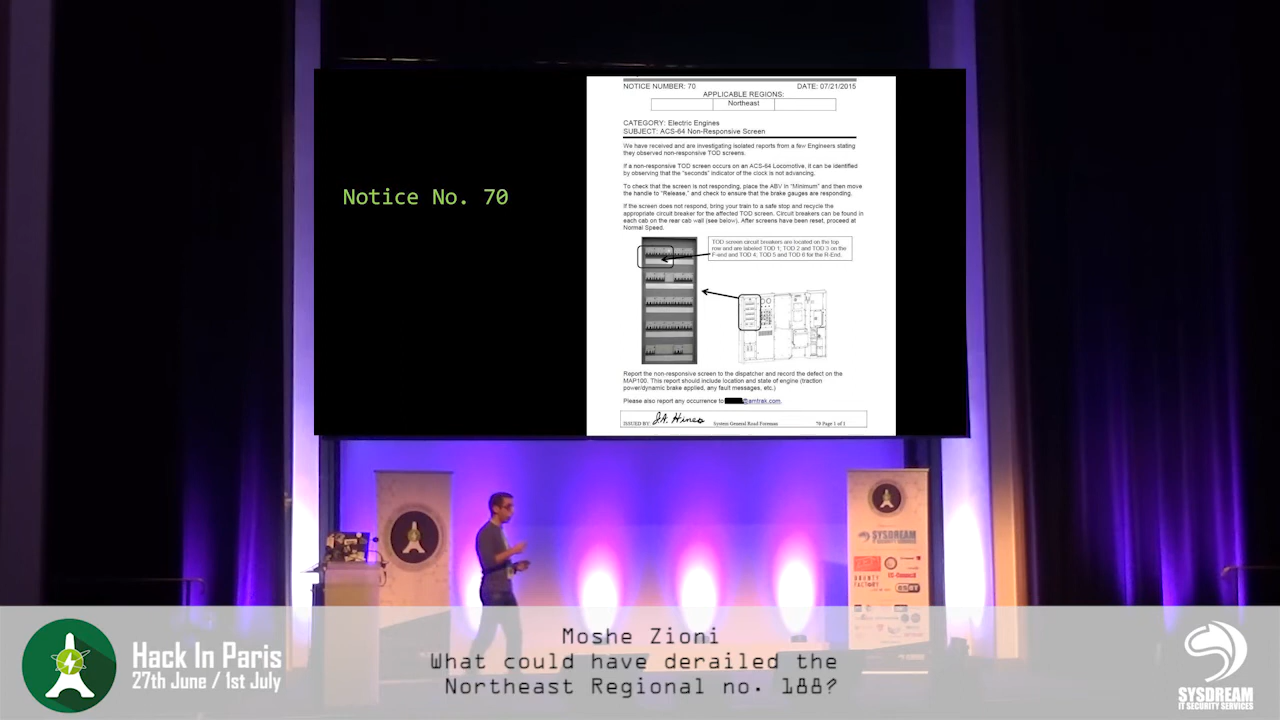 NOTICE NUMBER: 70 DATE: 07/21/2015
APPLICABLE REGIONS:
Northeast
CATEGORY: Electric Engines
SUBJECT: ACS-64 Non-Responsive Screen
We have received and are investigating isolated reports from a few Engineers stating
they observed non-responsive TOD screens.
If a non-responsive TOD screen occurs on an ACS-64 Locomotive, it can be identified
by observing that the "seconds" indicator of the clock is not advancing.
To check that the screen is not responding, place the ABV in "Minimum" and then move
the handle to "Release," and check to ensure that the brake gauges are responding.
If the screen does not respond, bring your train to a safe stop and recycle the
appropriate circuit breaker for the affected TOD screen. Circuit breakers can be found in
each cab on the rear cab wall (see below). After screens have been reset, proceed at
Normal Speed.
TOD screen circuit breakers are located on the top
row and are labeled TOD 1; TOD 2 and TOD 3 on the
F-end and TOD 4; TOD 5 and TOD 6 for the R-End.
Report the non-responsive screen to the dispatcher and record the defect on the
MAP100. This report should include location and state of engine (traction
power/dynamic brake applied, any fault messages, etc.)
Please also report any occurrence to @amtrak.com.
ISSUED BY: J.A. Hines System General Road Foreman 70 Page 1 of 1
Notice No. 70
SYSDREAM
BOUNTY
FACTORY
eset
Hack In Paris
27th June / 1st July
Moshe Zioni
What could have derailed the
Northeast Regional no. 188?
SYSDREAM
IT SECURITY SERVICES